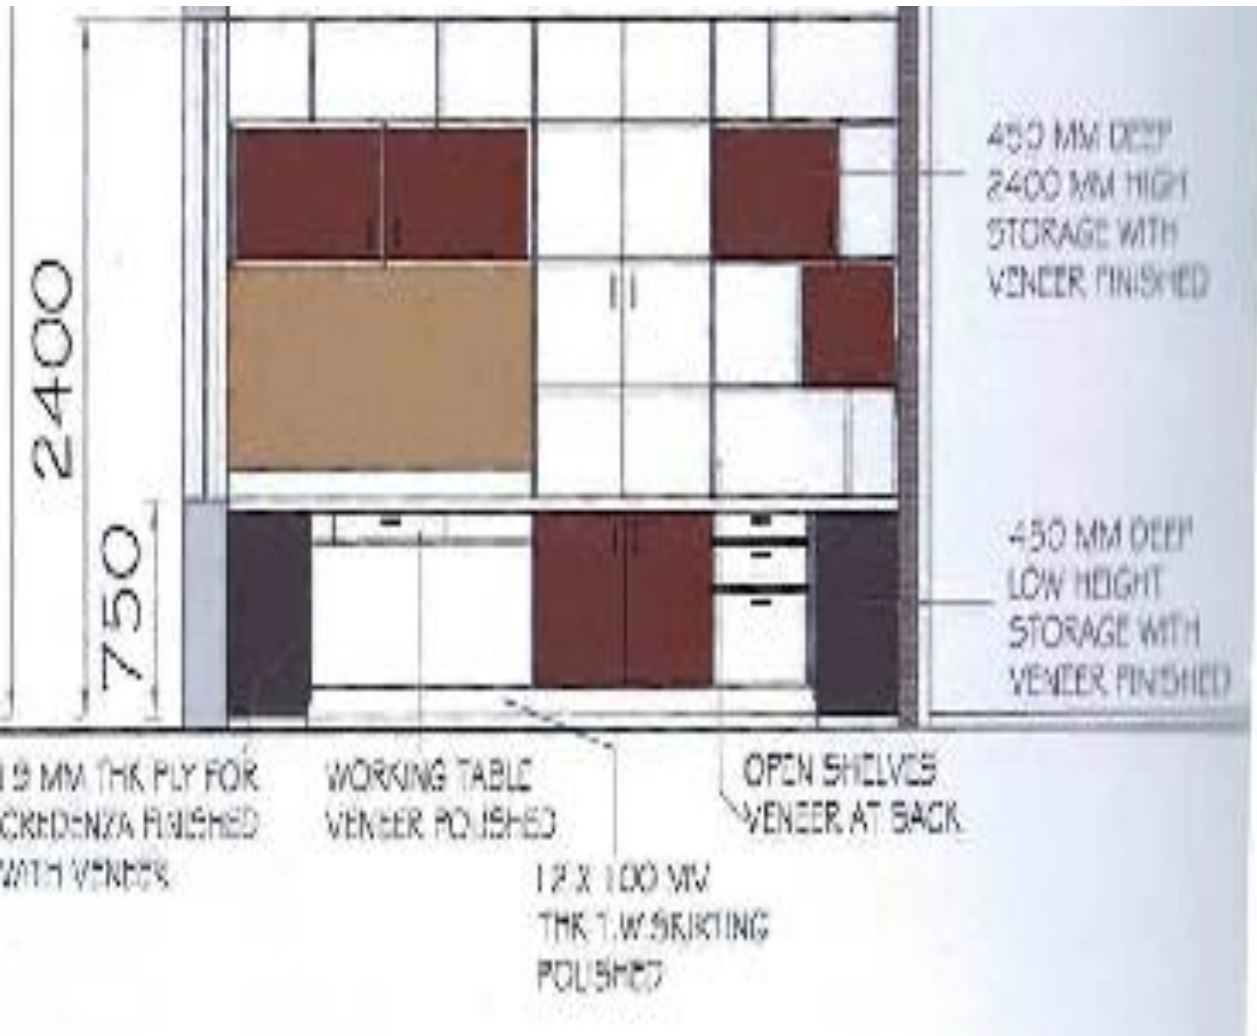 2400
750
450 MM DEEP
2400 MM HIGH
STORAGE WITH
VENEER FINISHED
450 MM DEEP
LOW HEIGHT
STORAGE WITH
VENEER FINISHED
19 MM THK PLY FOR
CREDENZA FINISHED
WITH VENEER
WORKING TABLE
VENEER POLISHED
12 X 100 MM
THK T.W.SKIRTING
POLISHED
OPEN SHELVES
VENEER AT BACK